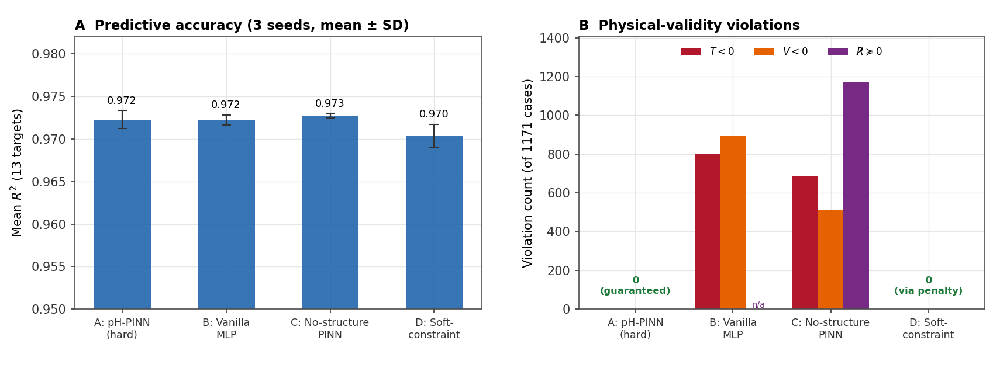 A Predictive accuracy (3 seeds, mean ± SD)
Mean R² (13 targets)
0.980
0.975
0.970
0.965
0.960
0.955
0.950
0.972
0.972
0.973
0.970
A: pH-PINN
(hard)
B: Vanilla
MLP
C: No-structure
PINN
D: Soft-
constraint
B Physical-validity violations
Violation count (of 1171 cases)
1400
1200
1000
800
600
400
200
0
T < 0
V < 0
≽ 0
0
(guaranteed)
n/a
0
(via penalty)
A: pH-PINN
(hard)
B: Vanilla
MLP
C: No-structure
PINN
D: Soft-
constraint